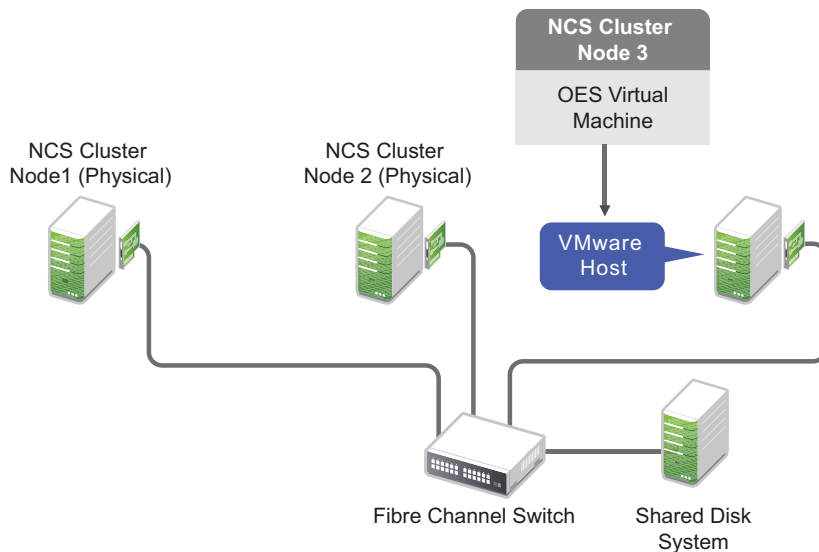 NCS Cluster
Node 3
OES Virtual
Machine
NCS Cluster
Node1 (Physical)
NCS Cluster
Node 2 (Physical)
VMware
Host
Fibre Channel Switch
Shared Disk
System